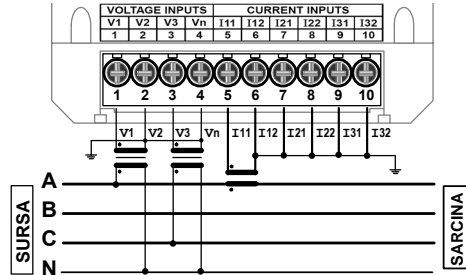 VOLTAGE INPUTS CURRENT INPUTS
V1 V2 V3 Vn I11 I12 I21 I22 I31 I32
1 2 3 4 5 6 7 8 9 10
1 2 3 4 5 6 7 8 9 10
V1 V2 V3 Vn I11 I12 I21 I22 I31 I32
SURSA
A
B
C
N
SARCINA